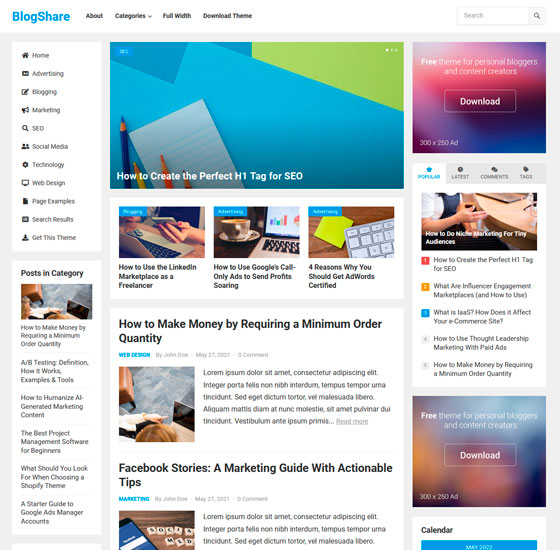 BlogShare
About
Categories
Full Width
Download Theme
Search
Home
Advertising
Blogging
Marketing
SEO
Social Media
Technology
Web Design
Page Examples
Search Results
Get This Theme
Posts in Category
How to Make Money by
Requiring a Minimum
Order Quantity
A/B Testing: Definition,
How it Works,
Examples & Tools
How to Humanize AI-
Generated Marketing
Content
The Best Project
Management Software
for Beginners
What Should You Look
For When Choosing a
Shopify Theme
A Starter Guide to
Google Ads Manager
Accounts
SEO
How to Create the Perfect H1 Tag for SEO
Blogging
How to Use the LinkedIn
Marketplace as a
Freelancer
Advertising
How to Use Google's Call-
Only Ads to Send Profits
Soaring
Advertising
4 Reasons Why You
Should Get AdWords
Certified
How to Make Money by Requiring a Minimum Order
Quantity
WEB DESIGN By John Doe · May 27, 2021 · 0 Comment
Lorem ipsum dolor sit amet, consectetur adipiscing elit.
Integer porta felis non nibh interdum, tempus tempor urna
tincidunt. Sed eget dictum tortor, vel malesuada libero.
Aliquam mattis diam at nunc molestie, sit amet pulvinar dui
tincidunt. Vestibulum ante ipsum primis... Read more
Facebook Stories: A Marketing Guide With Actionable
Tips
MARKETING By John Doe · May 27, 2021 · 0 Comment
SOCIAL
MED
Lorem ipsum dolor sit amet, consectetur adipiscing elit.
Integer porta felis non nibh interdum, tempus tempor urna
tincidunt. Sed eget dictum tortor, vel malesuada libero.
Free theme for personal bloggers
and content creators
Download
300 x 250 Ad
POPULAR
LATEST
COMMENTS
TAGS
How to Do Niche Marketing For Tiny
Audiences
1 How to Create the Perfect H1 Tag
for SEO
2 What Are Influencer Engagement
Marketplaces (and How to Use)
3 What is IaaS? How Does it Affect
Your e-Commerce Site?
4 How to Use Thought Leadership
Marketing With Paid Ads
5 How to Make Money by Requiring
a Minimum Order Quantity
Free theme for personal bloggers
and content creators
Download
300 x 250 Ad
Calendar
MAY 2022